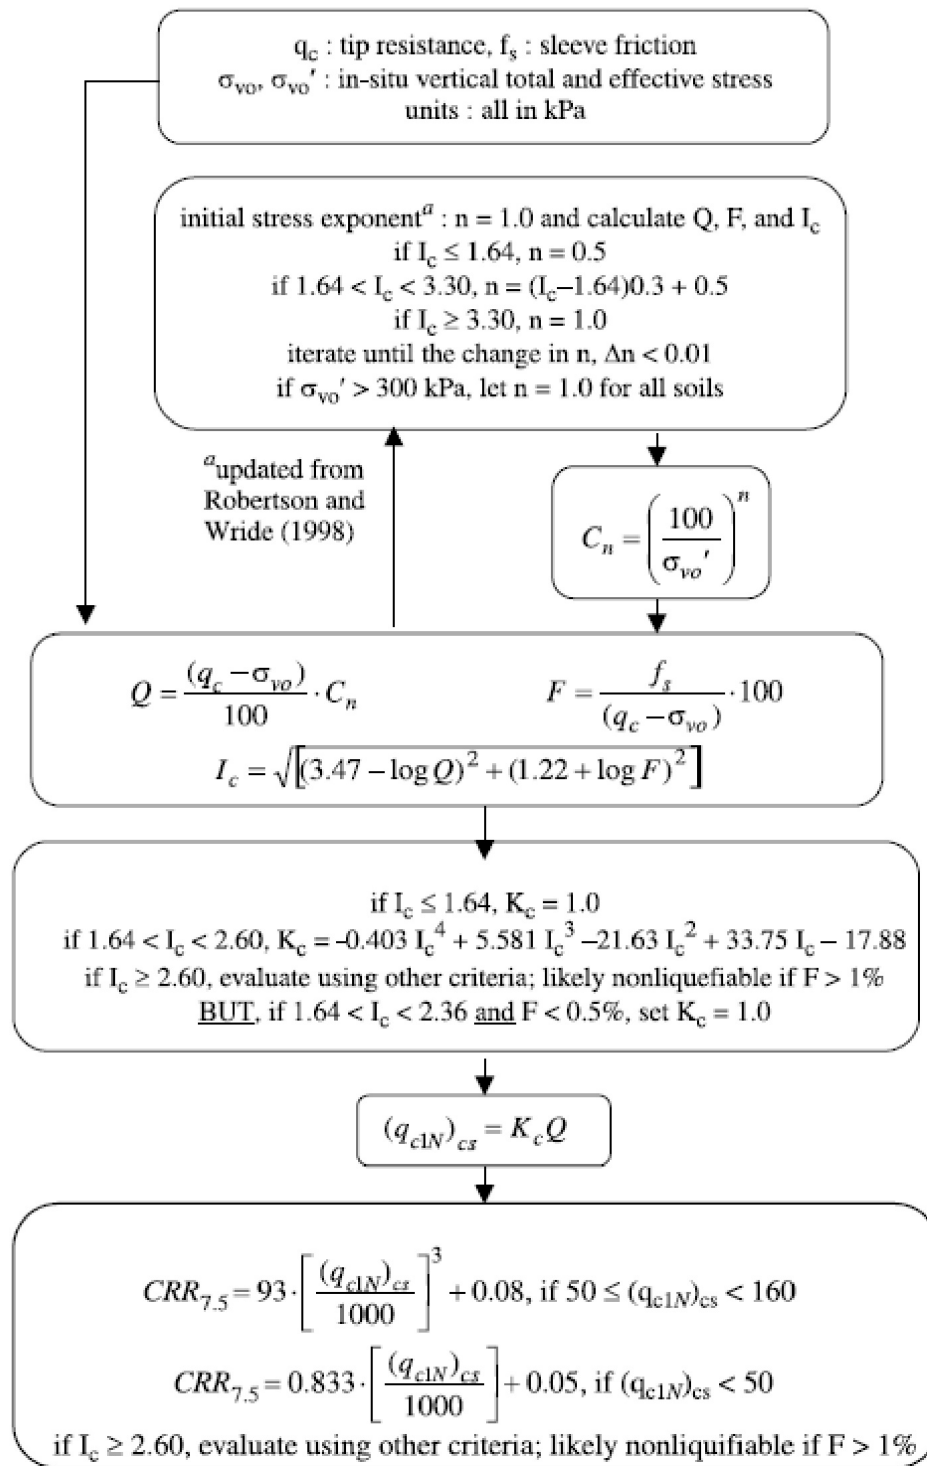 q_c : tip resistance, f_s : sleeve friction
σ_vo, σ_vo′ : in-situ vertical total and effective stress
units : all in kPa
initial stress exponent^a : n = 1.0 and calculate Q, F, and I_c
if I_c ≤ 1.64, n = 0.5
if 1.64 < I_c < 3.30, n = (I_c–1.64)0.3 + 0.5
if I_c ≥ 3.30, n = 1.0
iterate until the change in n, Δn < 0.01
if σ_vo′ > 300 kPa, let n = 1.0 for all soils
^a updated from
Robertson and
Wride (1998)
C_n = (100 / σ_vo′)^n
Q = (q_c – σ_vo) / 100 · C_n
F = f_s / (q_c – σ_vo) · 100
I_c = √[(3.47 – log Q)^2 + (1.22 + log F)^2]
if I_c ≤ 1.64, K_c = 1.0
if 1.64 < I_c < 2.60, K_c = –0.403 I_c^4 + 5.581 I_c^3 –21.63 I_c^2 + 33.75 I_c – 17.88
if I_c ≥ 2.60, evaluate using other criteria; likely nonliquefiable if F > 1%
BUT, if 1.64 < I_c < 2.36 and F < 0.5%, set K_c = 1.0
(q_c1N)_cs = K_c Q
CRR_7.5 = 93 · [(q_c1N)_cs / 1000]^3 + 0.08, if 50 ≤ (q_c1N)_cs < 160
CRR_7.5 = 0.833 · [(q_c1N)_cs / 1000] + 0.05, if (q_c1N)_cs < 50
if I_c ≥ 2.60, evaluate using other criteria; likely nonliquifiable if F > 1%